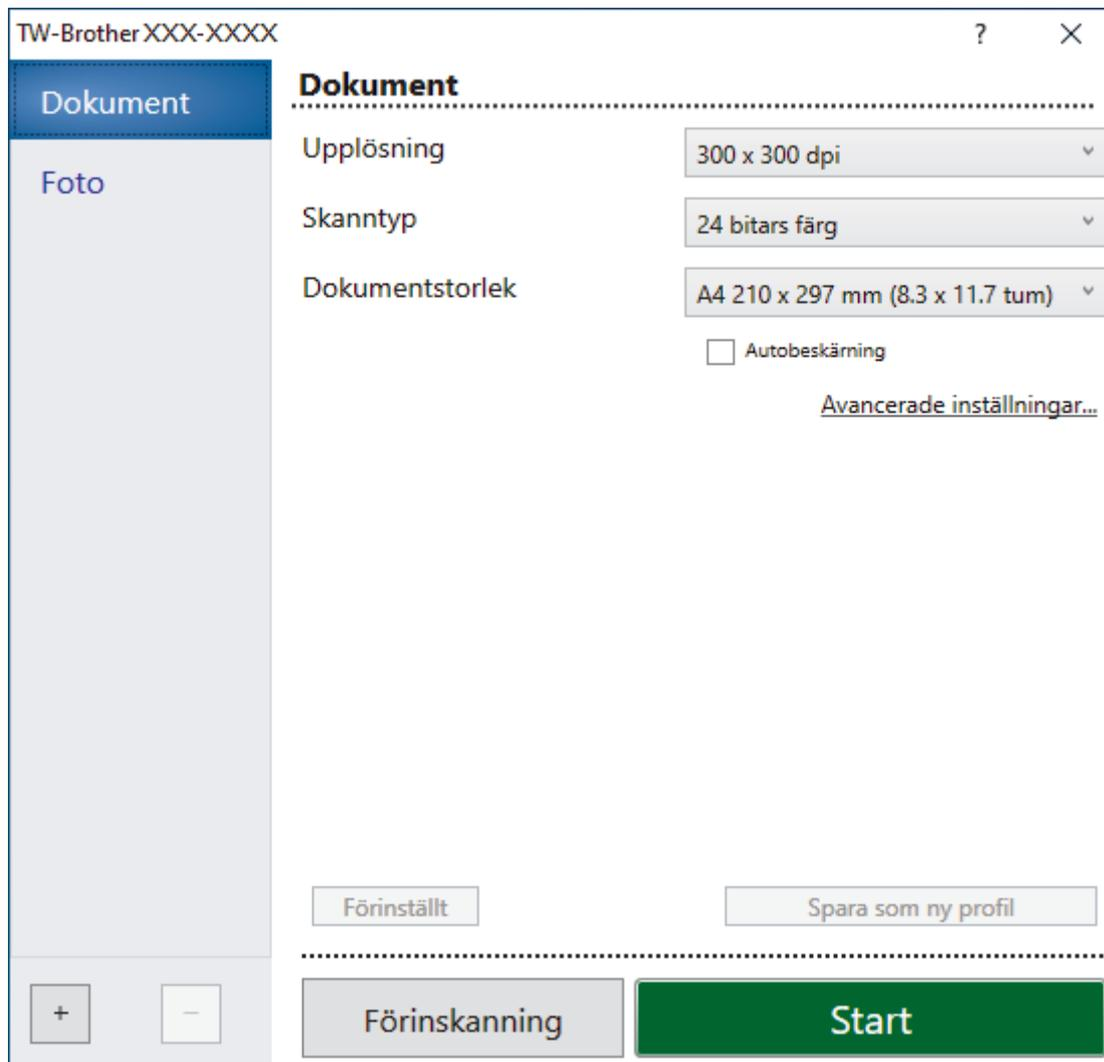 TW-Brother XXX-XXXX ?
Dokument
Foto
Dokument
Upplösning 300 x 300 dpi
Skanntyp 24 bitars färg
Dokumentstorlek A4 210 x 297 mm (8.3 x 11.7 tum)
Autobeskärning
Avancerade inställningar...
Förinställt Spara som ny profil
+ − Förinskanning Start